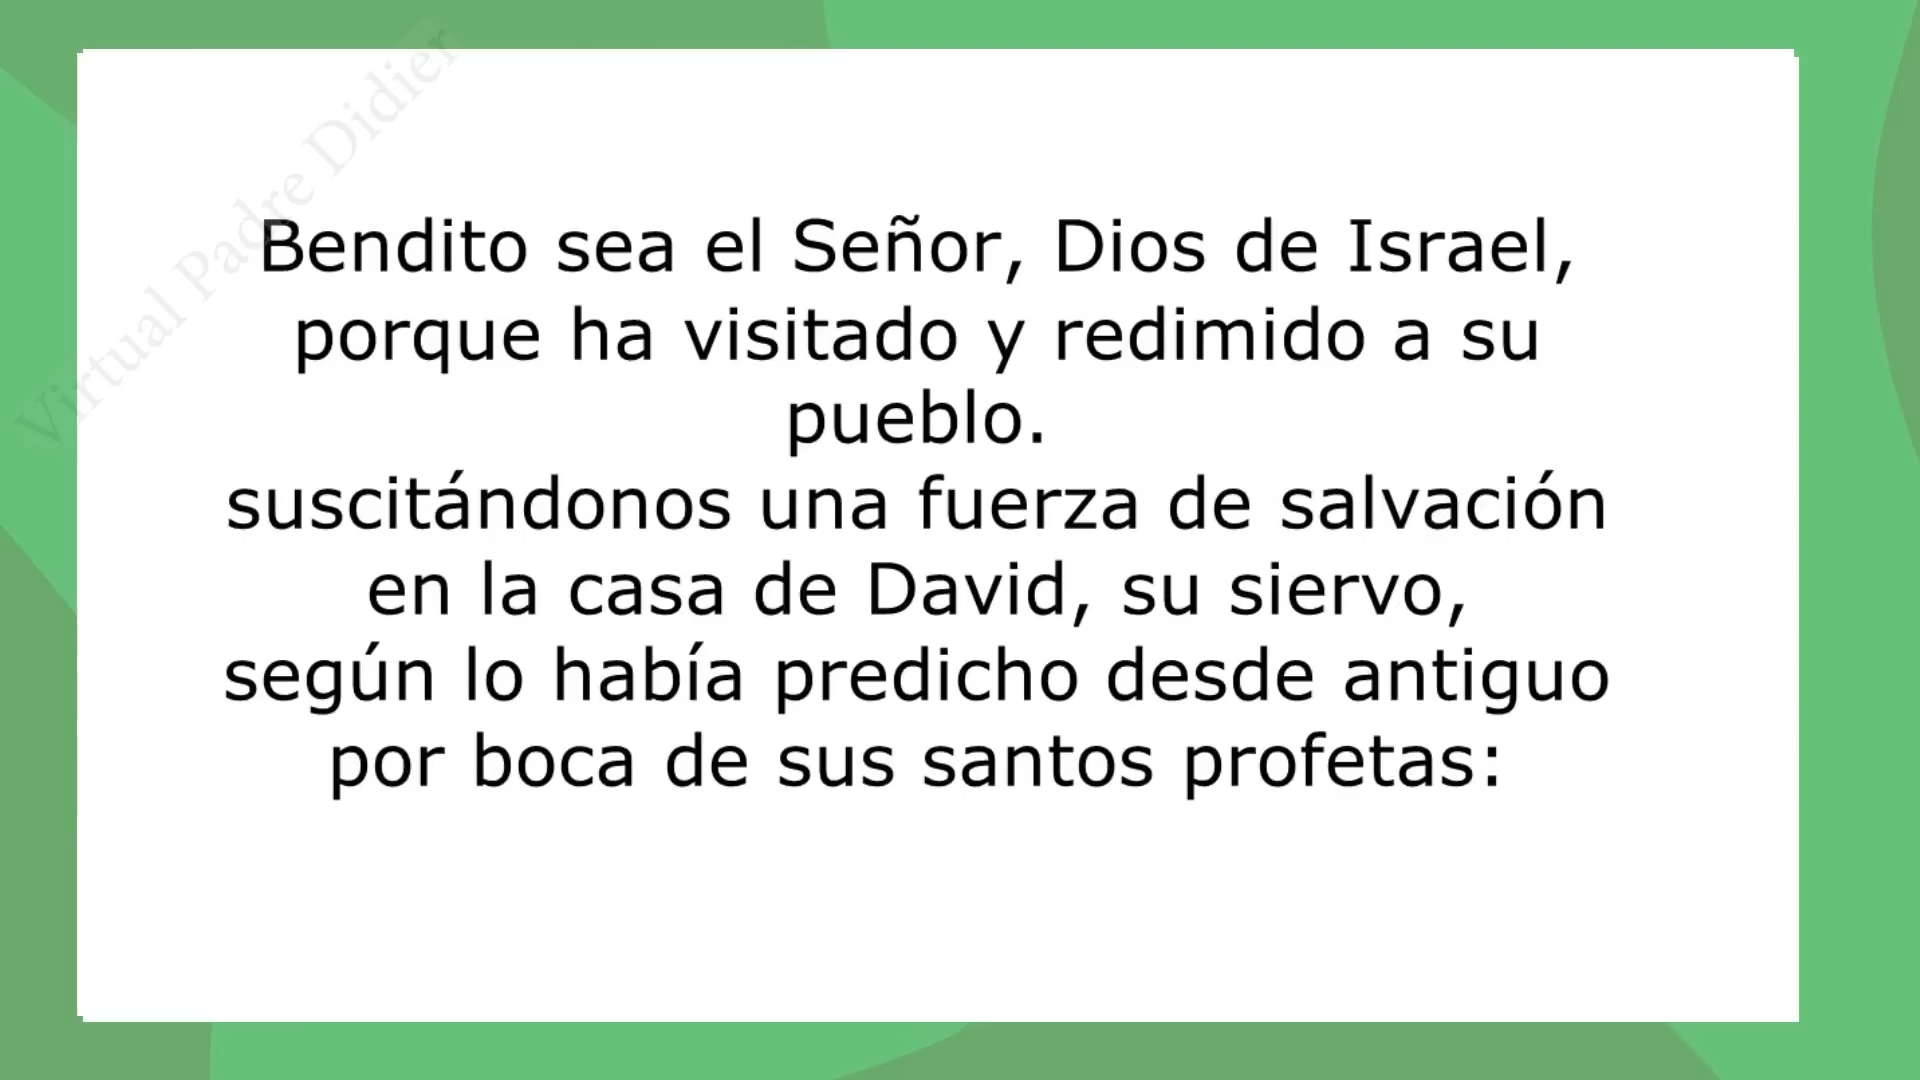 Virtual Padre Didier
Bendito sea el Señor, Dios de Israel,
porque ha visitado y redimido a su
pueblo.
suscitándonos una fuerza de salvación
en la casa de David, su siervo,
según lo había predicho desde antiguo
por boca de sus santos profetas: